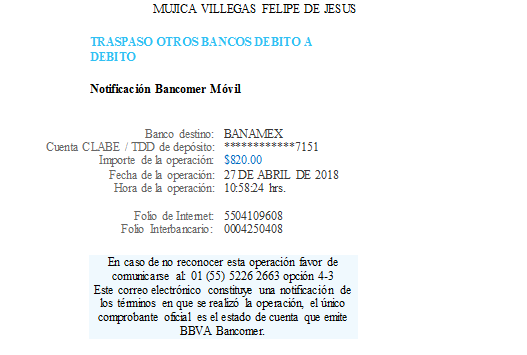 MUJICA VILLEGAS FELIPE DE JESUS
TRASPASO OTROS BANCOS DEBITO A
DEBITO
Notificación Bancomer Móvil
Banco destino: BANAMEX
Cuenta CLABE / TDD de depósito: ************7151
Importe de la operación: $820.00
Fecha de la operación: 27 DE ABRIL DE 2018
Hora de la operación: 10:58:24 hrs.
Folio de Internet: 5504109608
Folio Interbancario: 0004250408
En caso de no reconocer esta operación favor de
comunicarse al: 01 (55) 5226 2663 opción 4-3
Este correo electrónico constituye una notificación de
los términos en que se realizó la operación, el único
comprobante oficial es el estado de cuenta que emite
BBVA Bancomer.